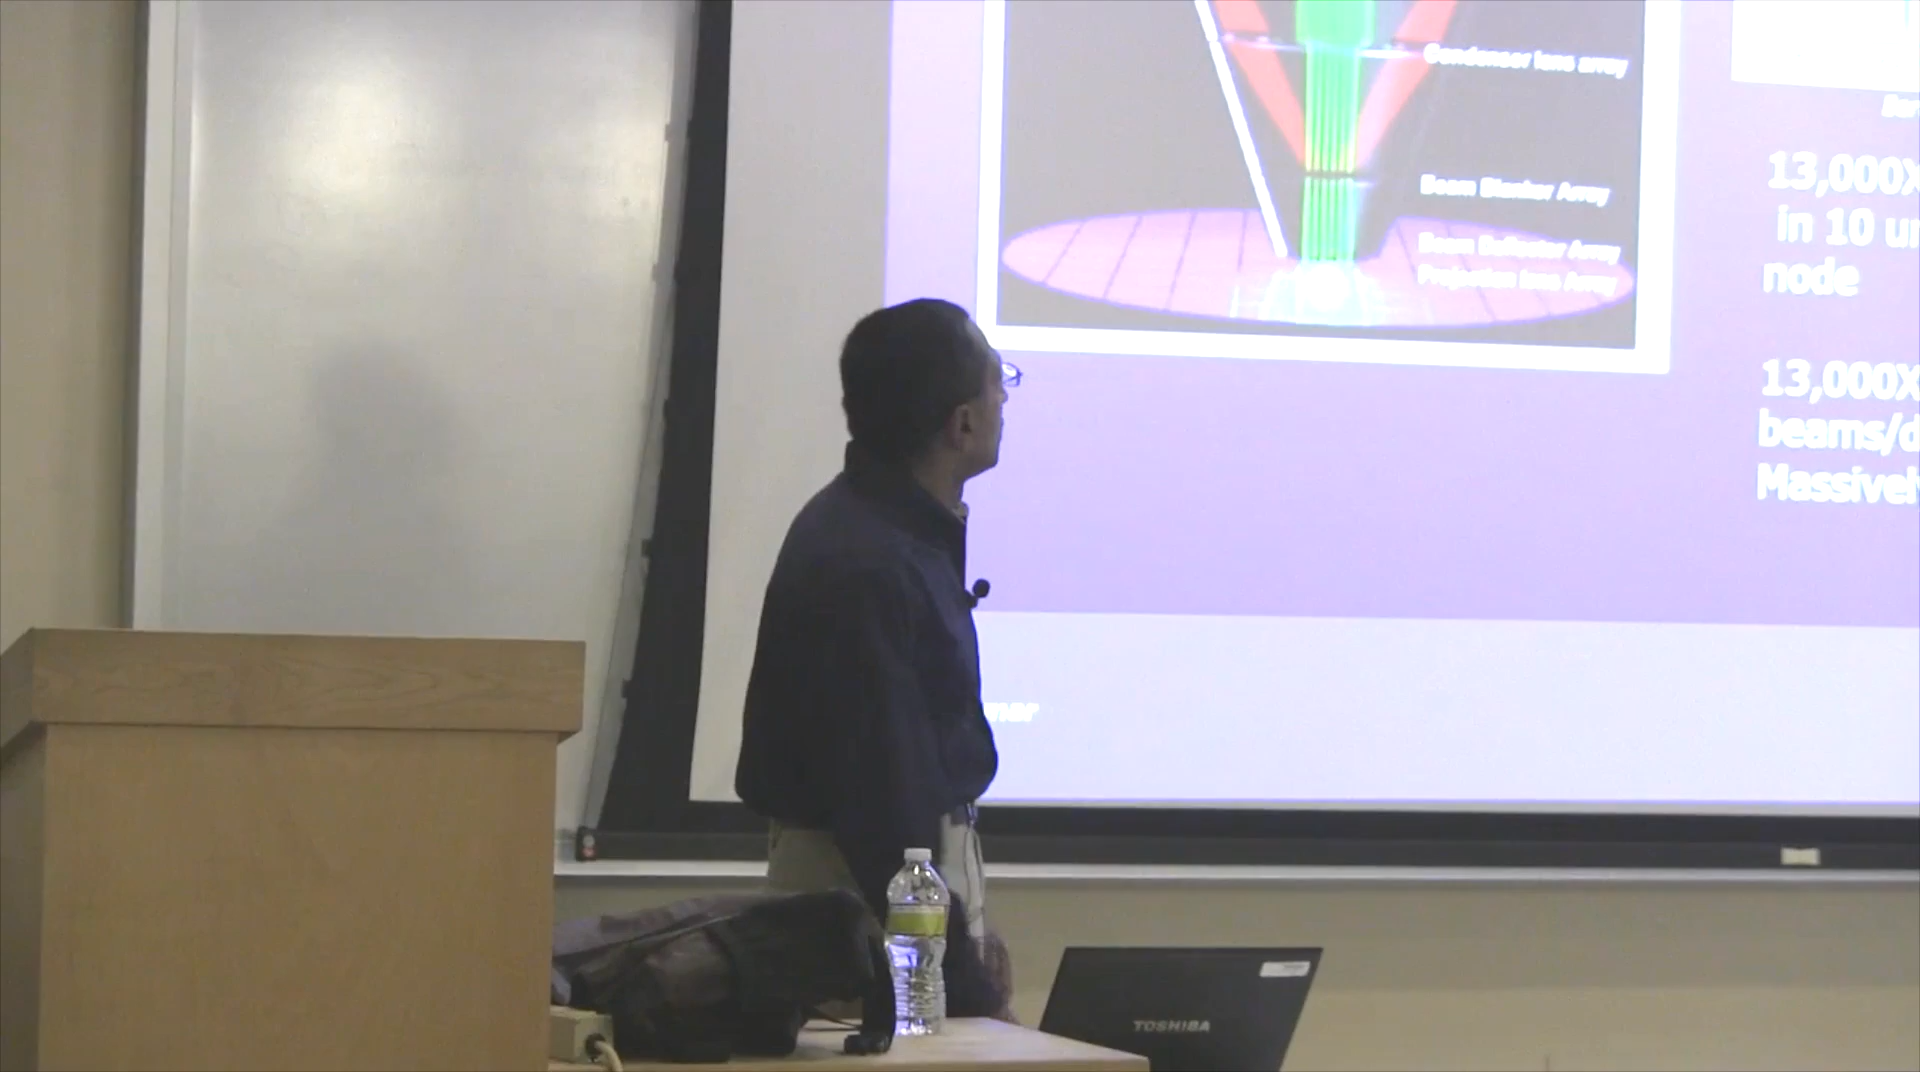 Condenser lens array
Beam Blanker Array
Beam Deflector Array
Projection lens Array
13,000X
in 10 
node
13,000X
beams/d
Massivel
TOSHIBA